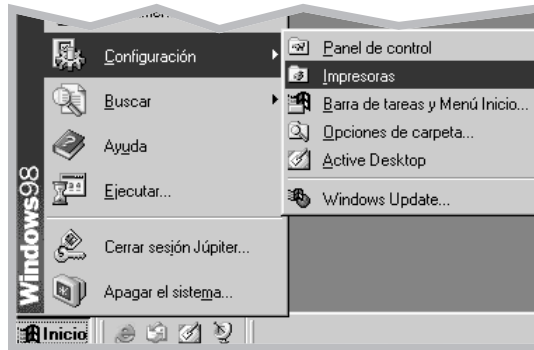 Configuración
Buscar
Ayuda
Ejecutar...
Cerrar sesión Júpiter...
Apagar el sistema...
Panel de control
Impresoras
Barra de tareas y Menú Inicio...
Opciones de carpeta...
Active Desktop
Windows Update...
Windows98
Inicio